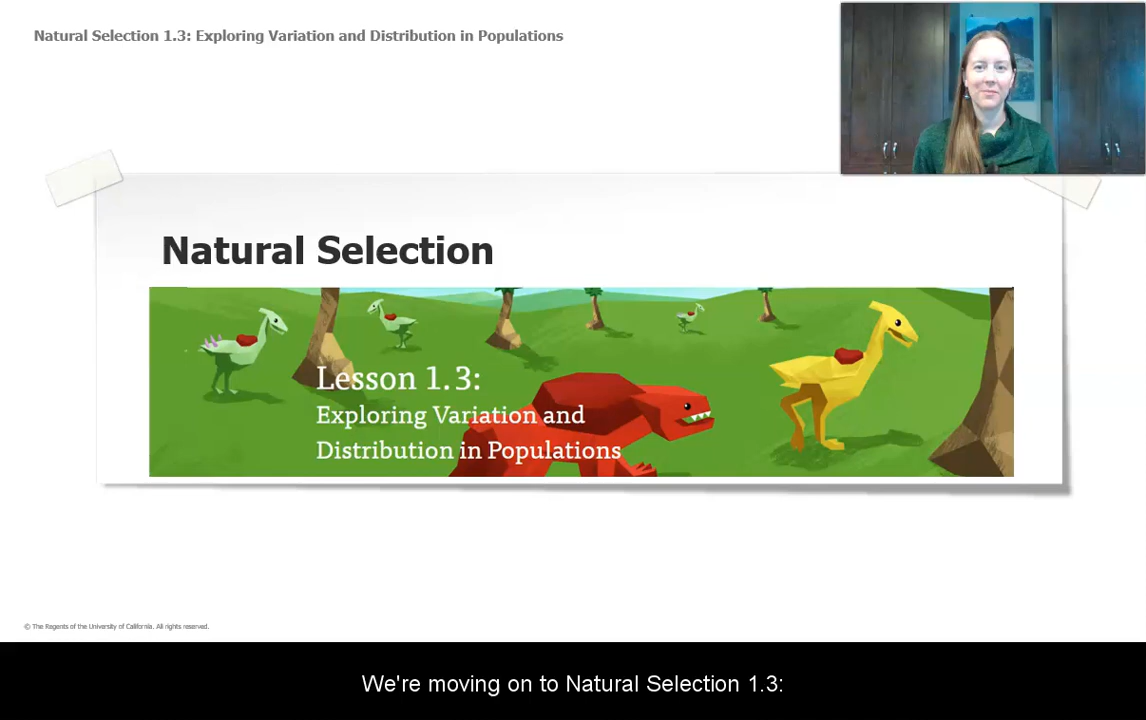 Natural Selection 1.3: Exploring Variation and Distribution in Populations
Natural Selection
Lesson 1.3:
Exploring Variation and
Distribution in Populations
© The Regents of the University of California. All rights reserved.
We're moving on to Natural Selection 1.3: